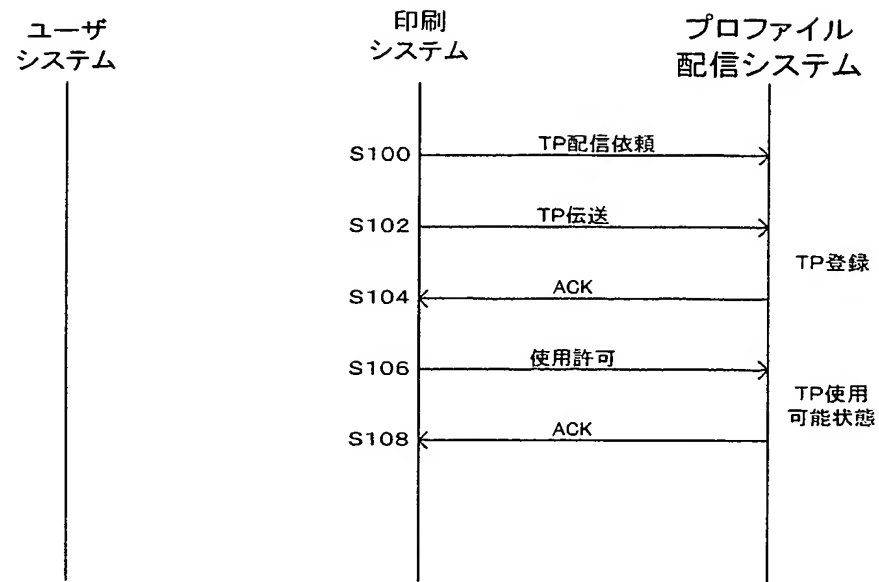 ユーザ
システム
印刷
システム
プロファイル
配信システム
S100
TP配信依頼
S102
TP伝送
TP登録
S104
ACK
S106
使用許可
TP使用
可能状態
S108
ACK